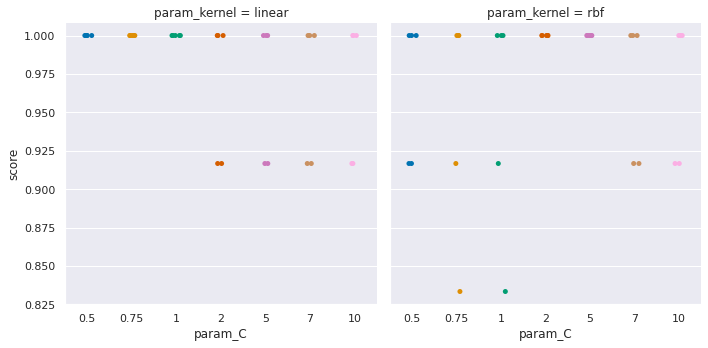 param_kernel = linear
param_kernel = rbf
1.000
0.975
0.950
0.925
0.900
0.875
0.850
0.825
score
0.5 0.75 1 2 5 7 10
0.5 0.75 1 2 5 7 10
param_C
param_C